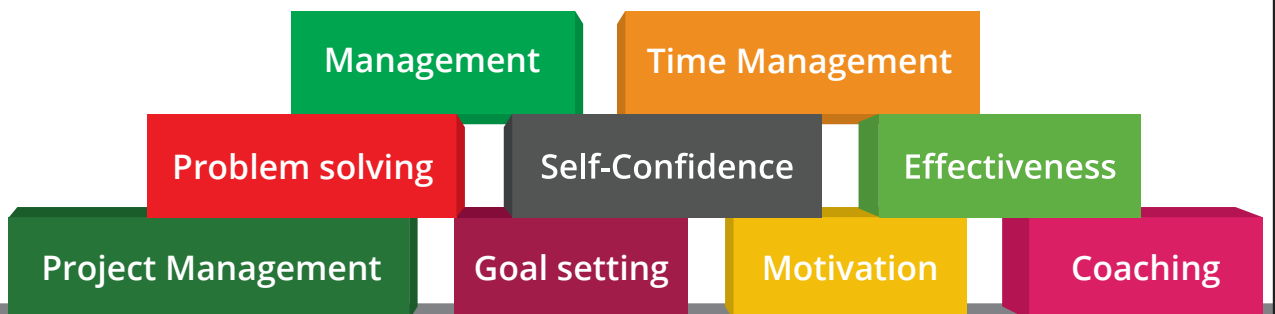 Management
Time Management
Problem solving
Self-Confidence
Effectiveness
Project Management
Goal setting
Motivation
Coaching